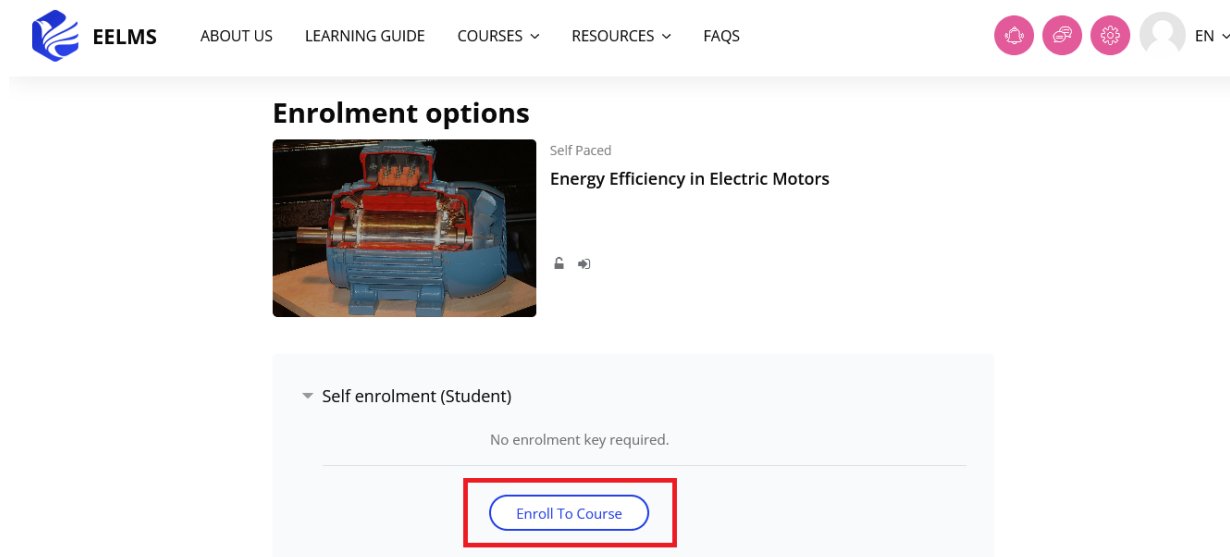 EELMS ABOUT US LEARNING GUIDE COURSES RESOURCES FAQS EN
Enrolment options
Self Paced
Energy Efficiency in Electric Motors
Self enrolment (Student)
No enrolment key required.
Enroll To Course